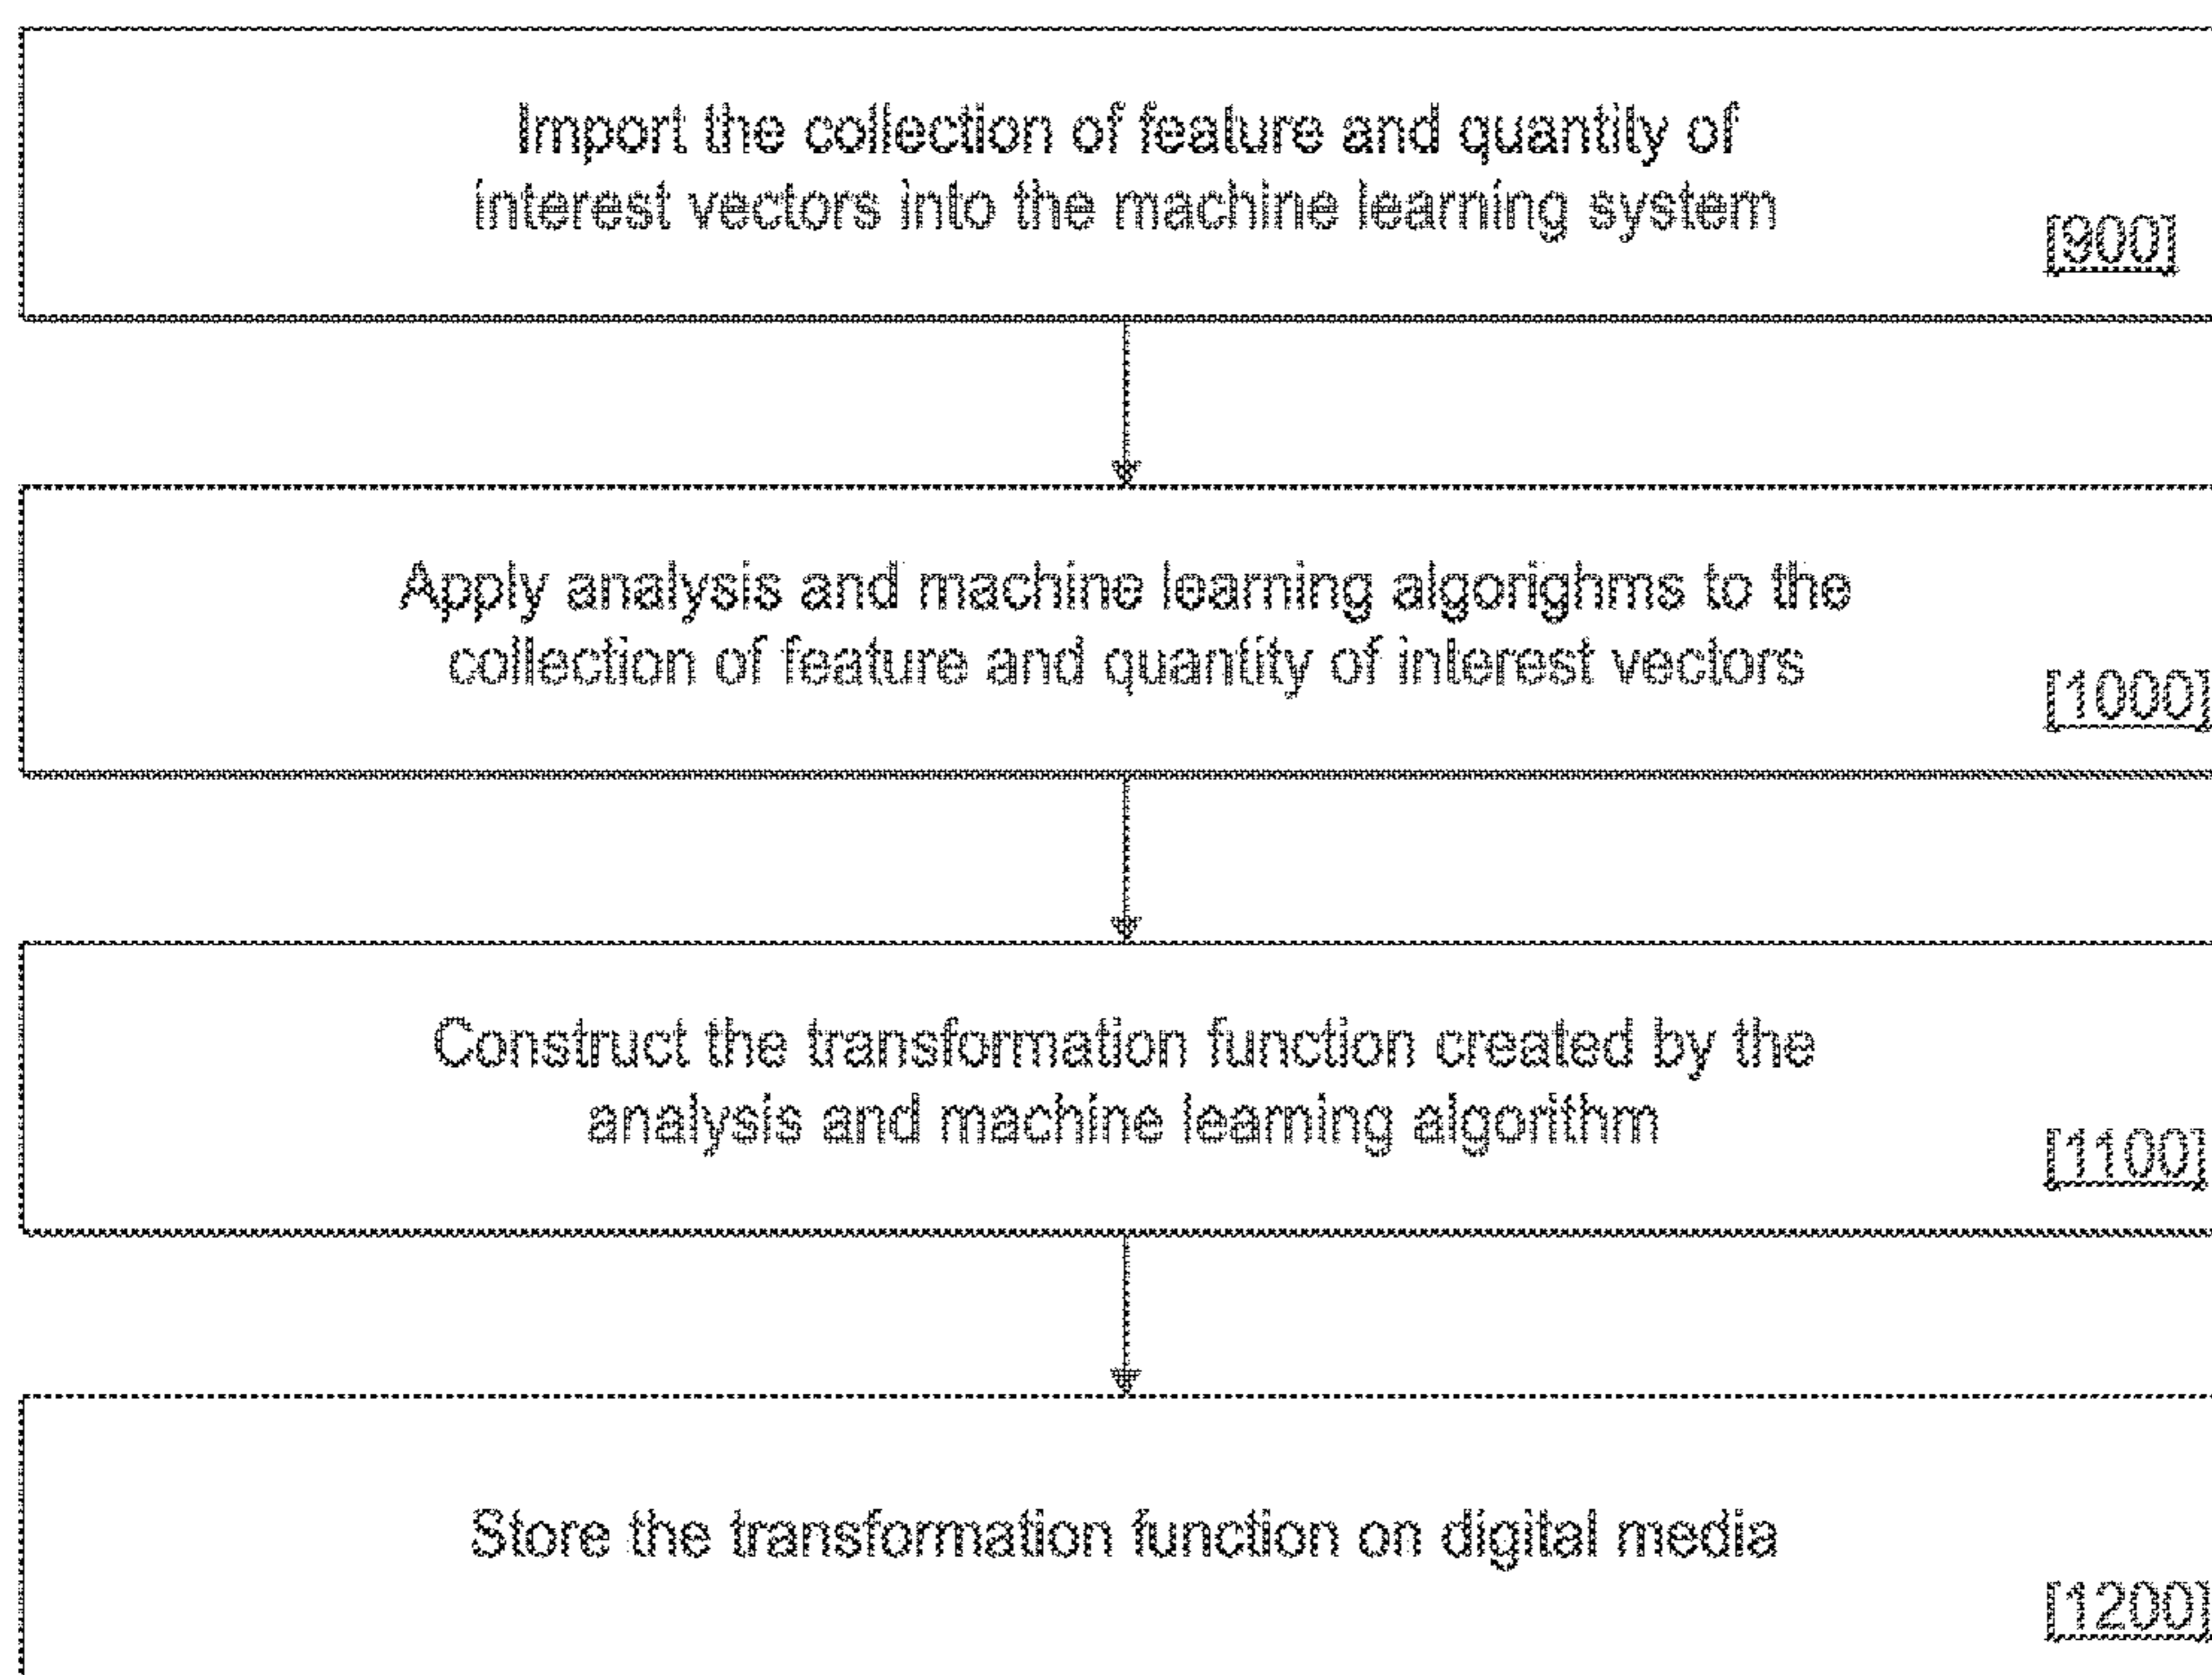 Import the collection of feature and quantity of
interest vectors into the machine learning system
[900]
Apply analysis and machine learning algorighms to the
collection of feature and quantity of interest vectors
[1000]
Construct the transformation function created by the
analysis and machine learning algorithm
[1100]
Store the transformation function on digital media
[1200]